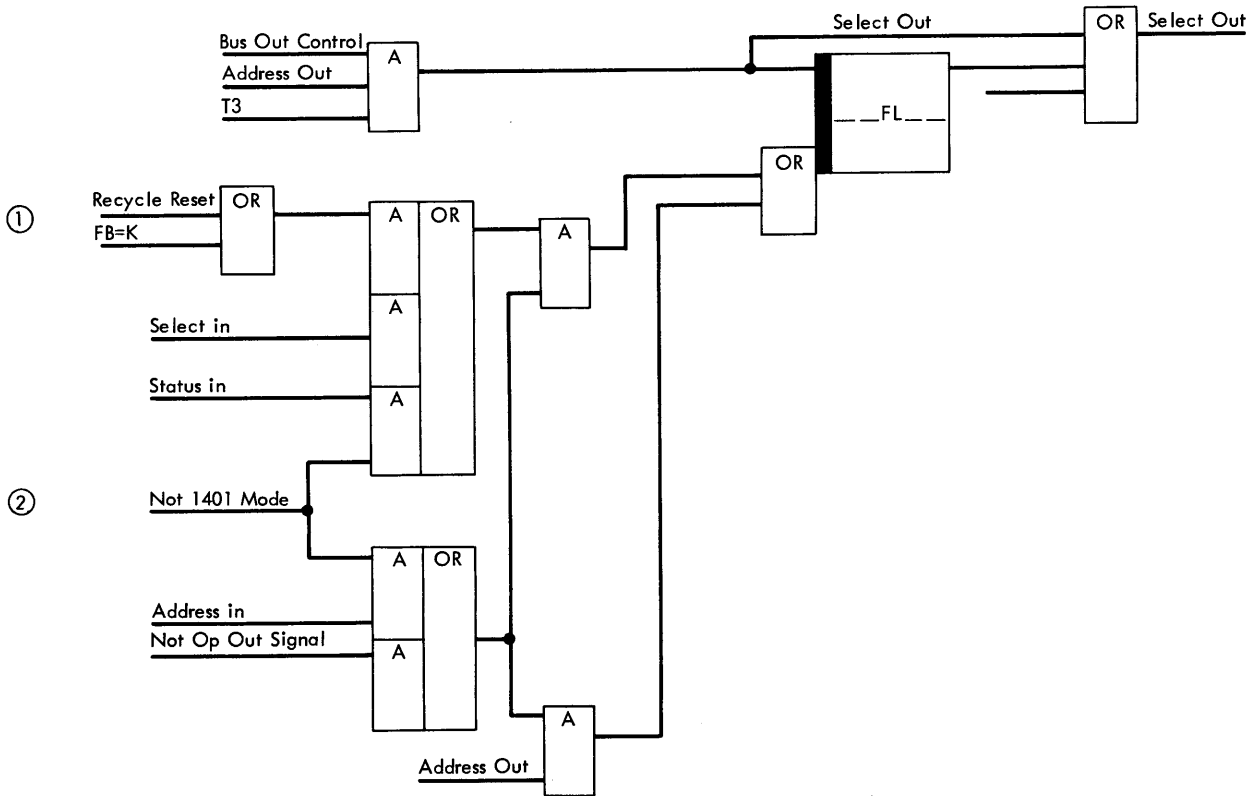 Select Out
OR
Select Out
Bus Out Control
A
Address Out
T3
FL
OR
Recycle Reset
OR
A
OR
①
FB=K
A
A
Select in
Status in
A
②
Not 1401 Mode
A
OR
Address in
Not Op Out Signal
A
A
Address Out